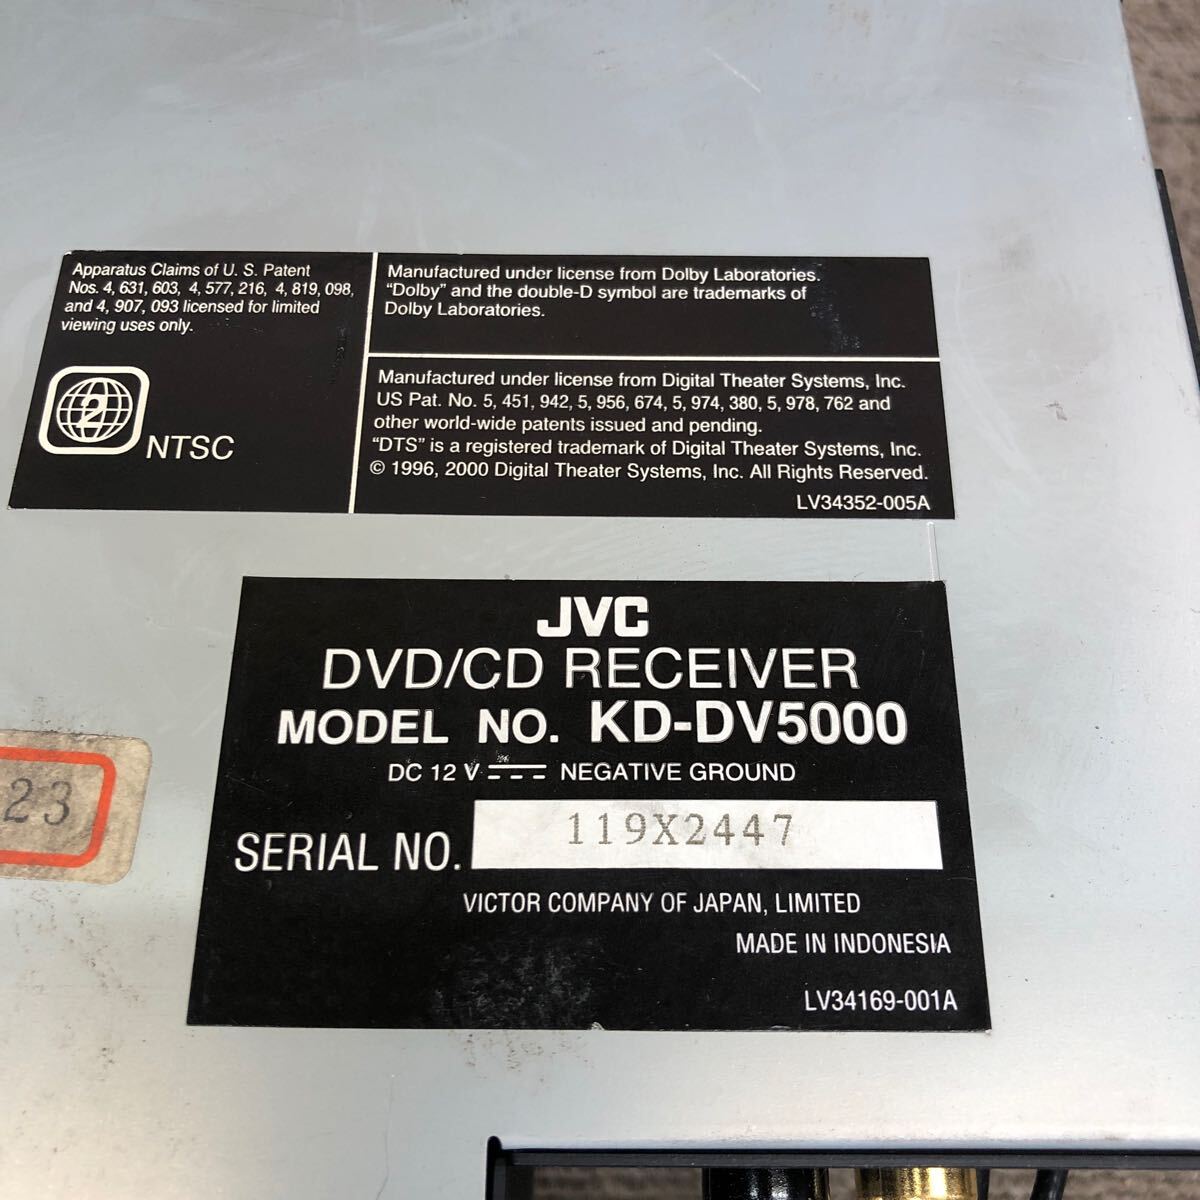 Apparatus Claims of U. S. Patent
Nos. 4, 631, 603, 4, 577, 216, 4, 819, 098,
and 4, 907, 093 licensed for limited
viewing uses only.
2
NTSC
Manufactured under license from Dolby Laboratories.
“Dolby” and the double-D symbol are trademarks of
Dolby Laboratories.
Manufactured under license from Digital Theater Systems, Inc.
US Pat. No. 5, 451, 942, 5, 956, 674, 5, 974, 380, 5, 978, 762 and
other world-wide patents issued and pending.
“DTS” is a registered trademark of Digital Theater Systems, Inc.
© 1996, 2000 Digital Theater Systems, Inc. All Rights Reserved.
LV34352-005A
JVC
DVD/CD RECEIVER
MODEL NO. KD-DV5000
DC 12 V NEGATIVE GROUND
23
SERIAL NO. 119X2447
VICTOR COMPANY OF JAPAN, LIMITED
MADE IN INDONESIA
LV34169-001A